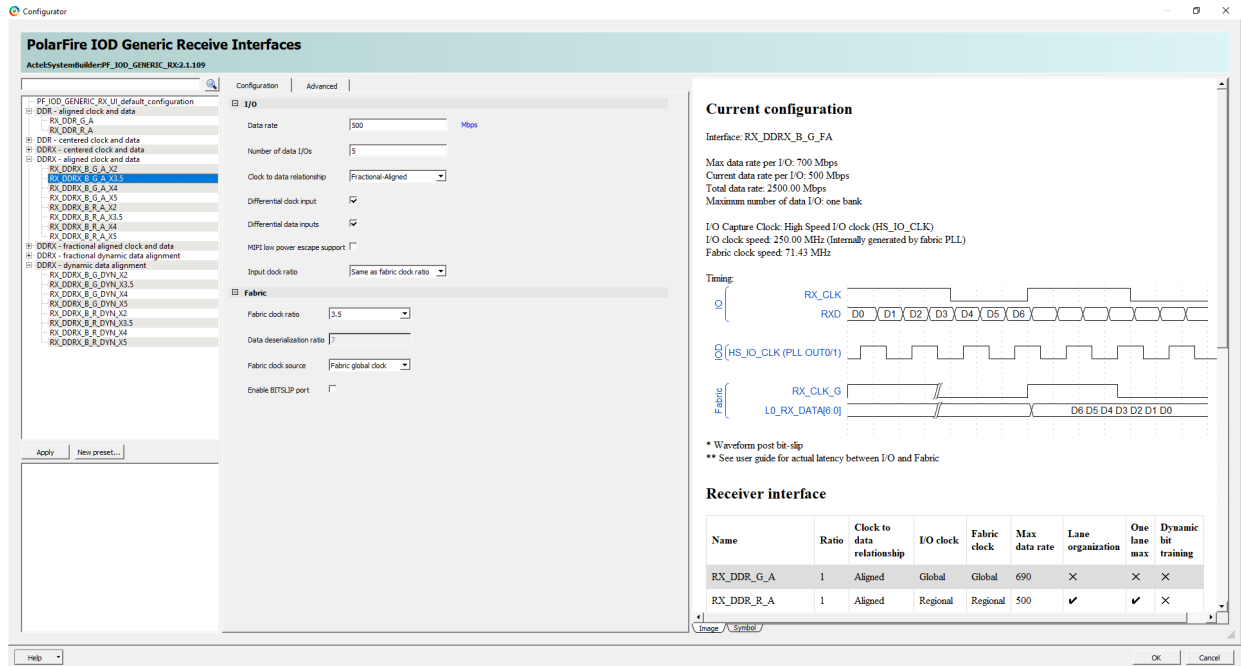 Configurator
PolarFire IOD Generic Receive Interfaces
Actel:SystemBuilder:PF_IOD_GENERIC_RX:2.1.109
PF_IOD_GENERIC_RX_UI_default_configuration
DDR - aligned clock and data
RX_DDR_G_A
RX_DDR_R_A
DDR - centered clock and data
DDRX - centered clock and data
DDRX - aligned clock and data
RX_DDRX_B_G_A_X2
RX_DDRX_B_G_A_X3.5
RX_DDRX_B_G_A_X4
RX_DDRX_B_G_A_X5
RX_DDRX_B_R_A_X2
RX_DDRX_B_R_A_X3.5
RX_DDRX_B_R_A_X4
RX_DDRX_B_R_A_X5
DDRX - fractional aligned clock and data
DDRX - fractional dynamic data alignment
DDRX - dynamic data alignment
RX_DDRX_B_G_DYN_X2
RX_DDRX_B_G_DYN_X3.5
RX_DDRX_B_G_DYN_X4
RX_DDRX_B_G_DYN_X5
RX_DDRX_B_R_DYN_X2
RX_DDRX_B_R_DYN_X3.5
RX_DDRX_B_R_DYN_X4
RX_DDRX_B_R_DYN_X5
Apply New preset...
Configuration Advanced
I/O
Data rate 500 Mbps
Number of data I/Os 5
Clock to data relationship Fractional-Aligned
Differential clock input
Differential data inputs
MIPI low power escape support
Input clock ratio Same as fabric clock ratio
Fabric
Fabric clock ratio 3.5
Data deserialization ratio 7
Fabric clock source Fabric global clock
Enable BITSLIP port
Current configuration
Interface: RX_DDRX_B_G_FA
Max data rate per I/O: 700 Mbps
Current data rate per I/O: 500 Mbps
Total data rate: 2500.00 Mbps
Maximum number of data I/O: one bank
I/O Capture Clock: High Speed I/O clock (HS_IO_CLK)
I/O clock speed: 250.00 MHz (Internally generated by fabric PLL)
Fabric clock speed: 71.43 MHz
Timing:
IO
RX_CLK
RXD D0 D1 D2 D3 D4 D5 D6
IOD HS_IO_CLK (PLL OUT0/1)
Fabric
RX_CLK_G
L0_RX_DATA[6:0] D6 D5 D4 D3 D2 D1 D0
* Waveform post bit-slip
** See user guide for actual latency between I/O and Fabric
Receiver interface
Name Ratio Clock to data relationship I/O clock Fabric clock Max data rate Lane organization One lane max Dynamic bit training
RX_DDR_G_A 1 Aligned Global Global 690 ✕ ✕ ✕
RX_DDR_R_A 1 Aligned Regional Regional 500 ✔ ✔ ✕
Image Symbol
Help OK Cancel